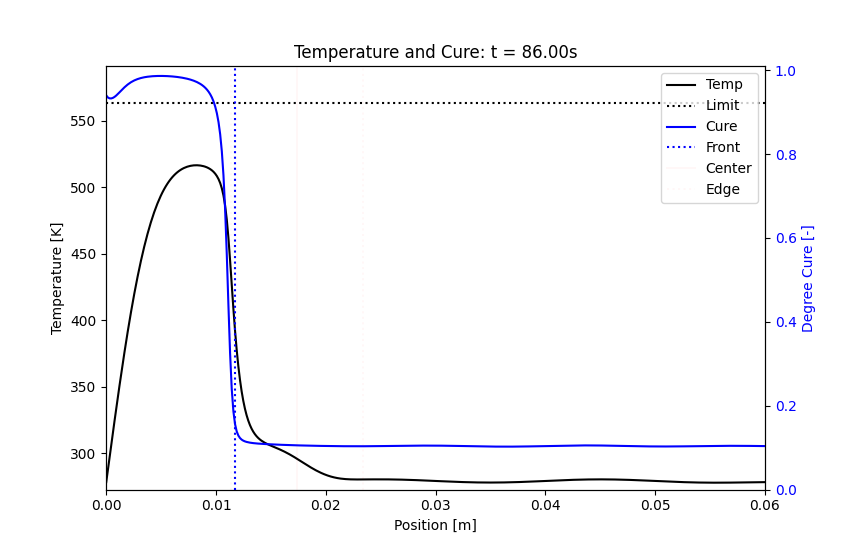 Temperature and Cure: t = 86.00s
Temperature [K]
550
500
450
400
350
300
Temp
Limit
Cure
Front
Center
Edge
1.0
0.8
0.6
0.4
0.2
0.0
Degree Cure [-]
0.00
0.01
0.02
0.03
0.04
0.05
0.06
Position [m]